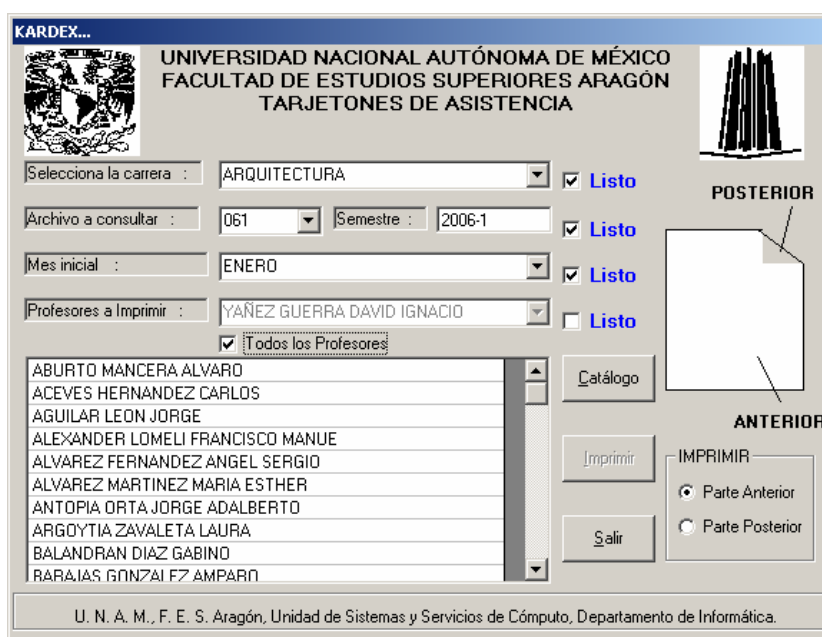 KARDEX...
UNIVERSIDAD NACIONAL AUTÓNOMA DE MÉXICO
FACULTAD DE ESTUDIOS SUPERIORES ARAGÓN
TARJETONES DE ASISTENCIA
Selecciona la carrera : ARQUITECTURA Listo
POSTERIOR
Archivo a consultar : 061 Semestre : 2006-1 Listo
Mes inicial : ENERO Listo
Profesores a Imprimir : YAÑEZ GUERRA DAVID IGNACIO Listo
Todos los Profesores
ABURTO MANCERA ALVARO
ACEVES HERNANDEZ CARLOS
AGUILAR LEON JORGE
ALEXANDER LOMELI FRANCISCO MANUE
ALVAREZ FERNANDEZ ANGEL SERGIO
ALVAREZ MARTINEZ MARIA ESTHER
ANTOPIA ORTA JORGE ADALBERTO
ARGOYTIA ZAVALETA LAURA
BALANDRAN DIAZ GABINO
BARAJAS GONZALEZ AMPARO
Catálogo
Imprimir
Salir
ANTERIOR
IMPRIMIR
Parte Anterior
Parte Posterior
U. N. A. M., F. E. S. Aragón, Unidad de Sistemas y Servicios de Cómputo, Departamento de Informática.